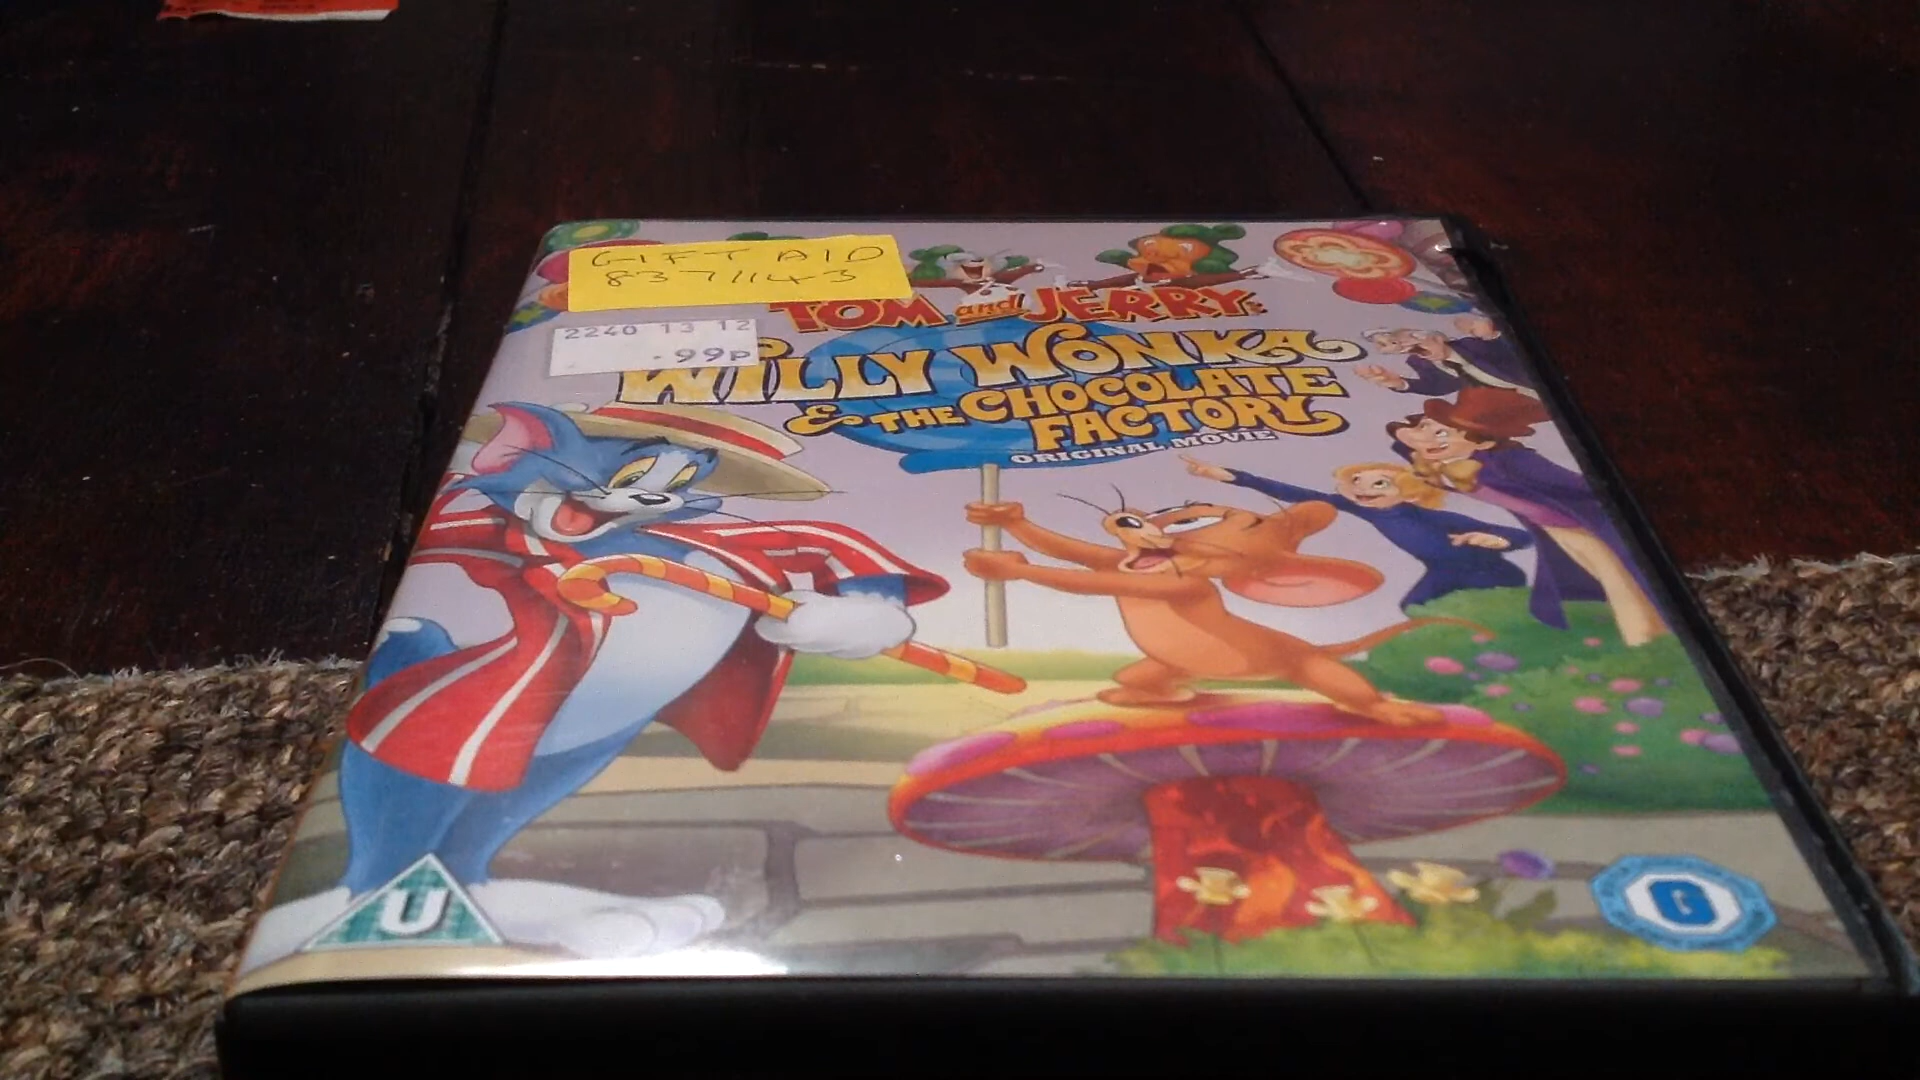 GIFT AID
8371143
2240 13 12
.99P
TOM and JERRY:
WILLY WONKA
& THE CHOCOLATE
FACTORY
ORIGINAL MOVIE
U
G